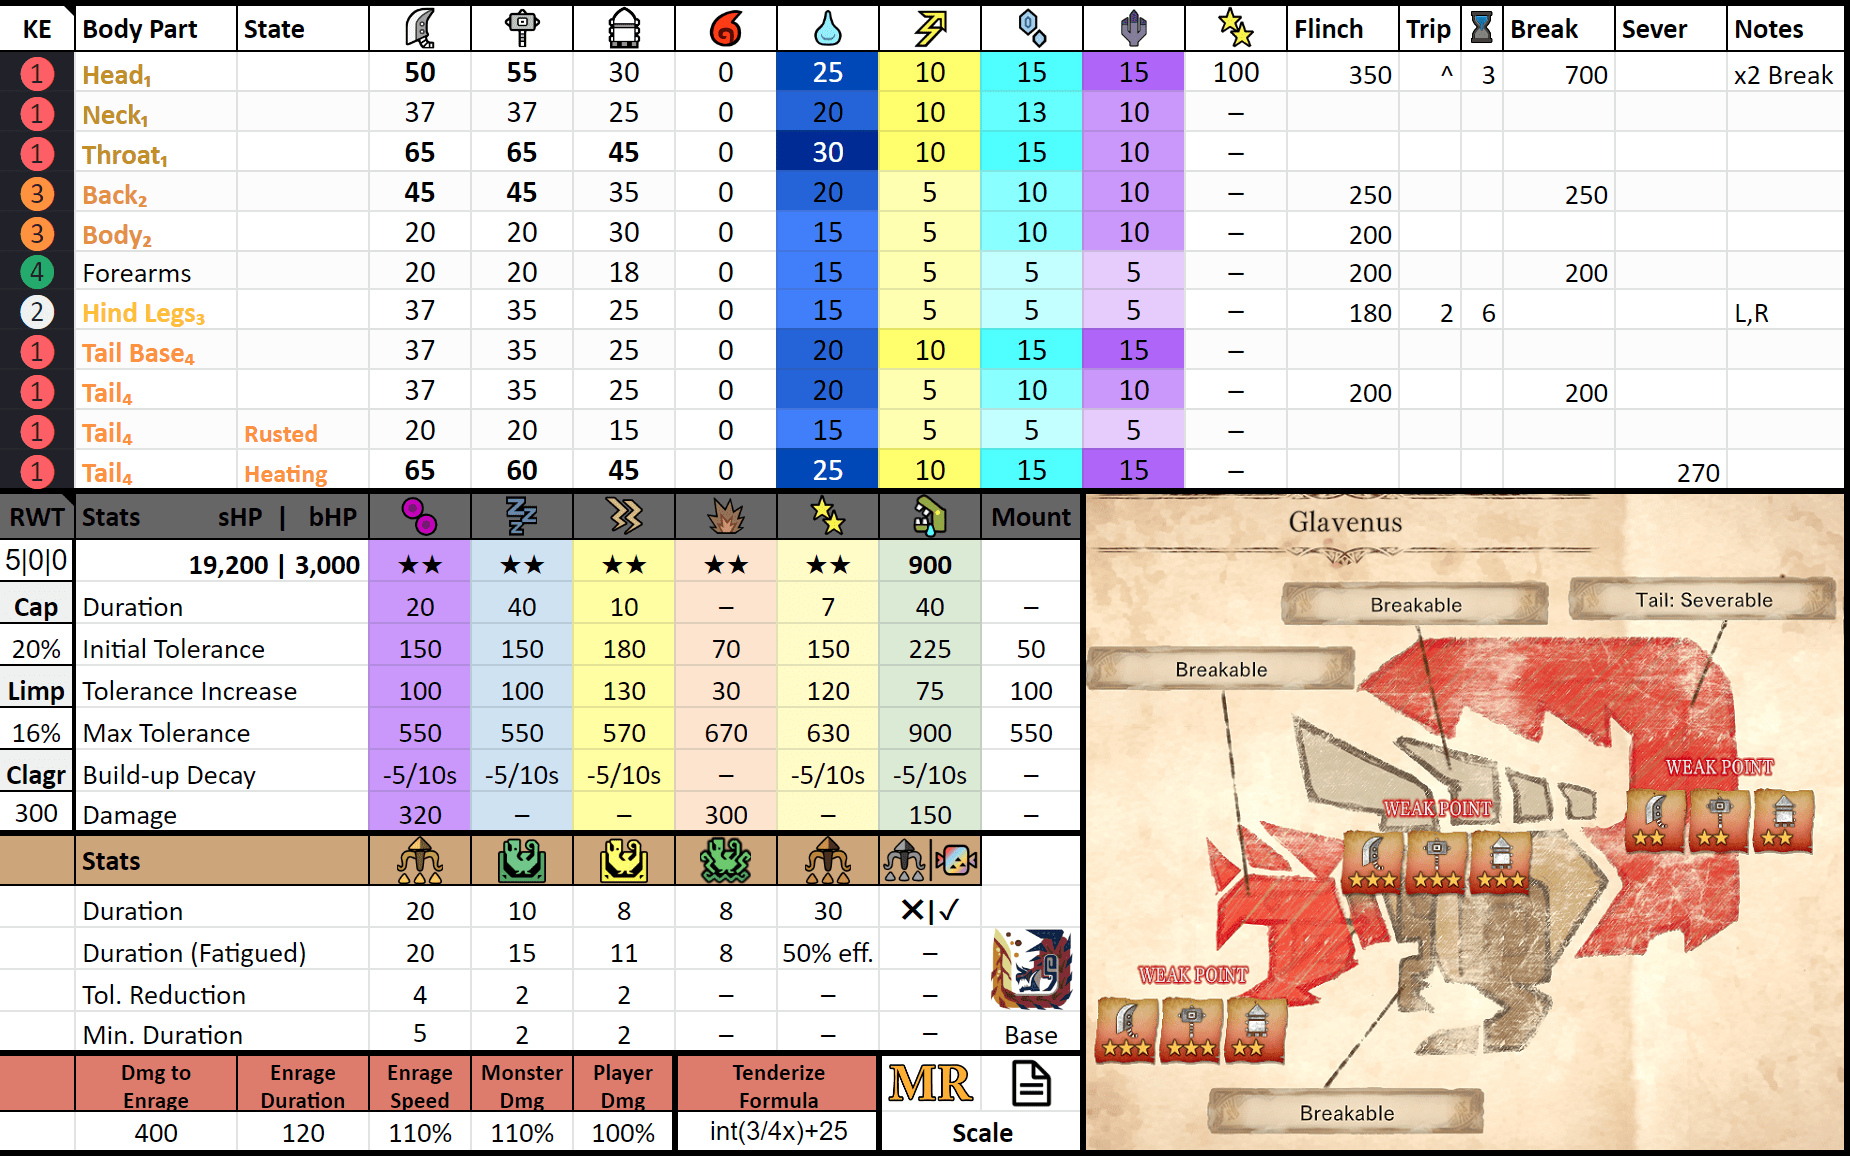 KE Body Part State Flinch Trip Break Sever Notes
1 Head₁ 50 55 30 0 25 10 15 15 100 350 ^ 3 700 x2 Break
1 Neck₁ 37 37 25 0 20 10 13 10 –
1 Throat₁ 65 65 45 0 30 10 15 10 –
3 Back₂ 45 45 35 0 20 5 10 10 – 250 250
3 Body₂ 20 20 30 0 15 5 10 10 – 200
4 Forearms 20 20 18 0 15 5 5 5 – 200 200
2 Hind Legs₃ 37 35 25 0 15 5 5 5 – 180 2 6 L,R
1 Tail Base₄ 37 35 25 0 20 10 15 15 –
1 Tail₄ 37 35 25 0 20 5 10 10 – 200 200
1 Tail₄ Rusted 20 20 15 0 15 5 5 5 –
1 Tail₄ Heating 65 60 45 0 25 10 15 15 – 270
RWT Stats sHP | bHP Mount
5|0|0 19,200 | 3,000 ★★ ★★ ★★ ★★ ★★ 900
Cap Duration 20 40 10 – 7 40 –
20% Initial Tolerance 150 150 180 70 150 225 50
Limp Tolerance Increase 100 100 130 30 120 75 100
16% Max Tolerance 550 550 570 670 630 900 550
Clagr Build-up Decay -5/10s -5/10s -5/10s – -5/10s -5/10s –
300 Damage 320 – – 300 – 150 –
Stats
Duration 20 10 8 8 30 ✕|✓
Duration (Fatigued) 20 15 11 8 50% eff. –
Tol. Reduction 4 2 2 – – –
Min. Duration 5 2 2 – – – Base
Dmg to Enrage Enrage Duration Enrage Speed Monster Dmg Player Dmg Tenderize Formula MR
400 120 110% 110% 100% int(3/4x)+25 Scale
Glavenus
Breakable
Tail: Severable
Breakable
WEAK POINT
WEAK POINT
WEAK POINT
Breakable